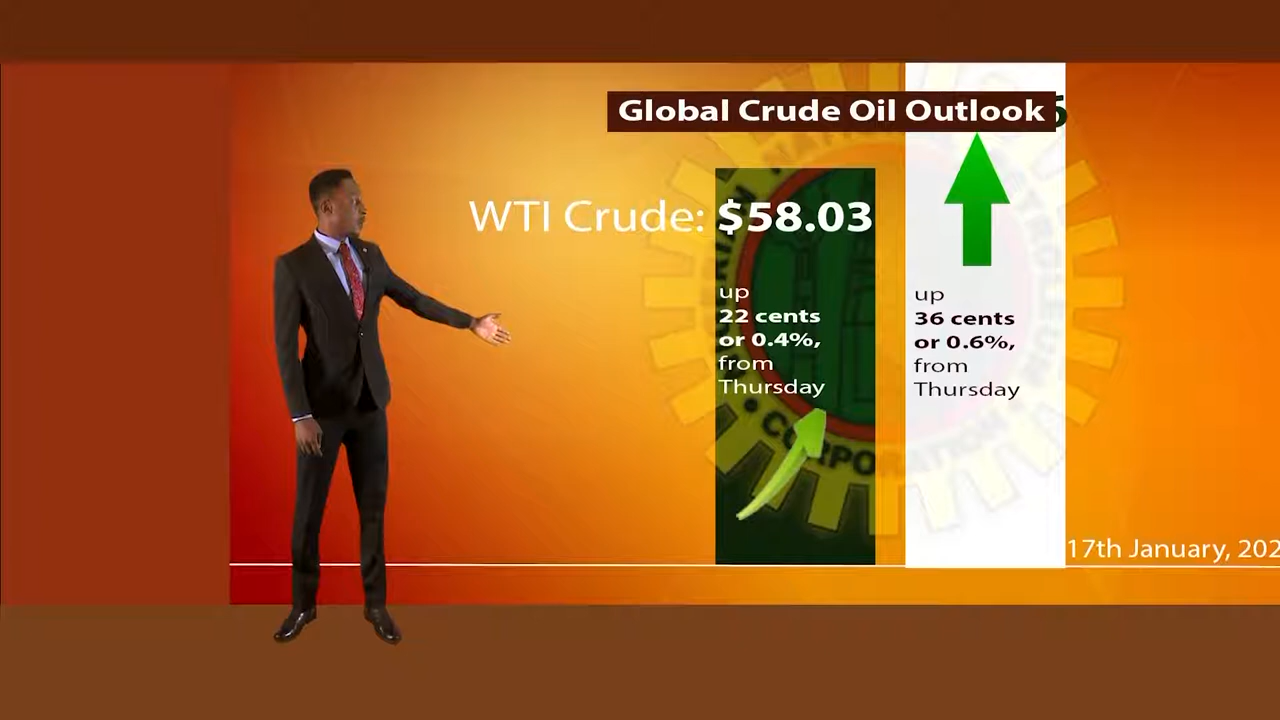 Global Crude Oil Outlook
WTI Crude: $58.03
up
22 cents
or 0.4%,
from
Thursday
up
36 cents
or 0.6%,
from
Thursday
CORPORATION
17th January, 202